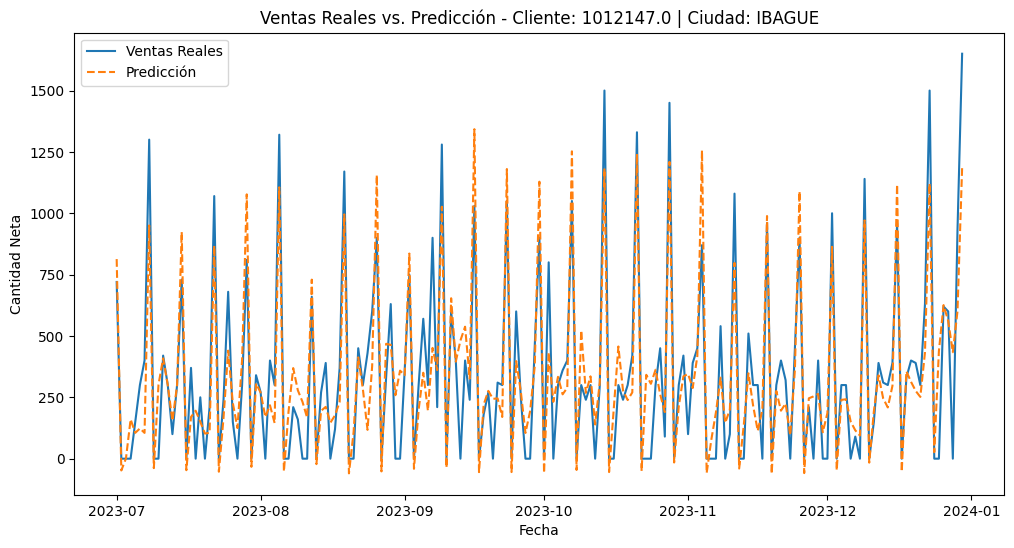 Ventas Reales vs. Predicción - Cliente: 1012147.0 | Ciudad: IBAGUE
Ventas Reales
Predicción
Cantidad Neta
1500
1250
1000
750
500
250
0
2023-07
2023-08
2023-09
2023-10
2023-11
2023-12
2024-01
Fecha